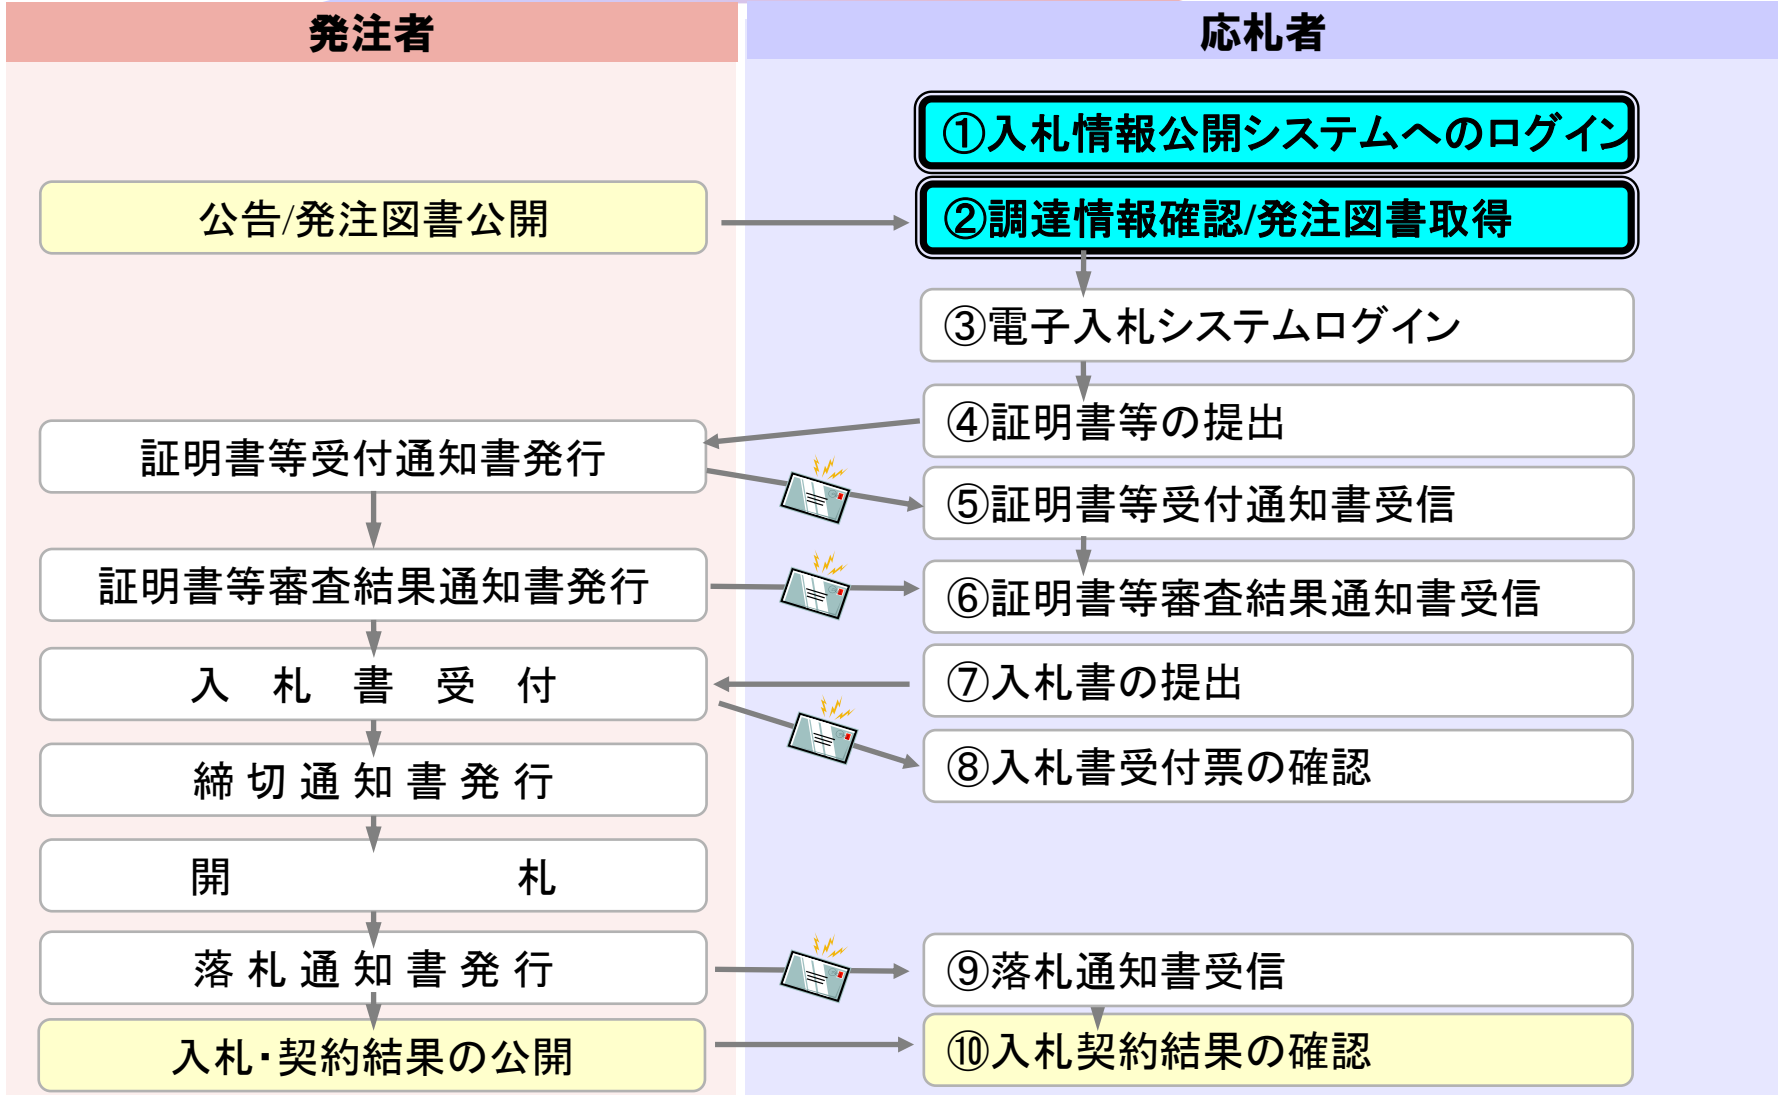 発注者
応札者
①入札情報公開システムへのログイン
公告/発注図書公開
②調達情報確認/発注図書取得
③電子入札システムログイン
④証明書等の提出
証明書等受付通知書発行
⑤証明書等受付通知書受信
証明書等審査結果通知書発行
⑥証明書等審査結果通知書受信
入　札　書　受　付
⑦入札書の提出
締 切 通 知 書 発 行
⑧入札書受付票の確認
開　　　　　　　札
落 札 通 知 書 発 行
⑨落札通知書受信
入札・契約結果の公開
⑩入札契約結果の確認